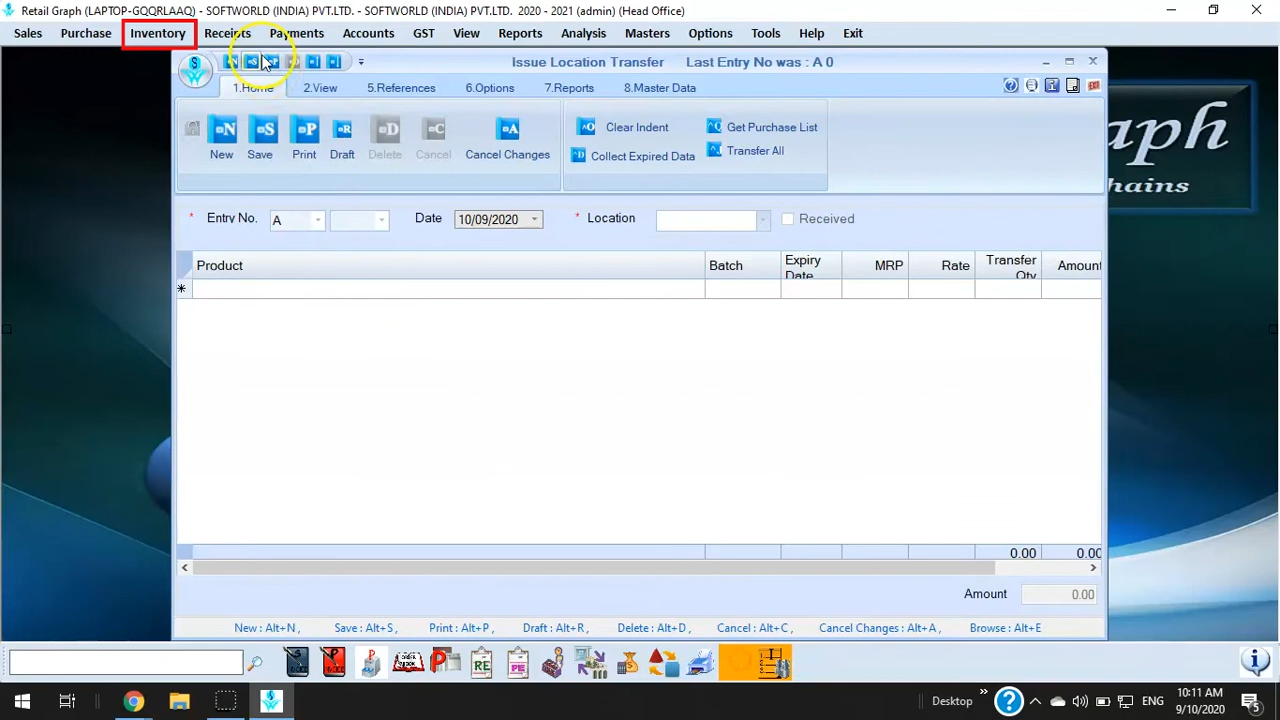 Retail Graph (LAPTOP-GQQRLAAQ) - SOFTWORLD (INDIA) PVT.LTD. - SOFTWORLD (INDIA) PVT.LTD. 2020 - 2021 (admin) (Head Office)
Sales Purchase Inventory Receipts Payments Accounts GST View Reports Analysis Masters Options Tools Help Exit
Issue Location Transfer Last Entry No was : A 0
1.Home 2.View 5.References 6.Options 7.Reports 8.Master Data
Clear Indent Get Purchase List
New Save Print Draft Delete Cancel Cancel Changes
Collect Expired Data Transfer All
* Entry No. A Date 10/09/2020 * Location Received
Product Batch Expiry Date MRP Rate Transfer Qty Amount
0.00 0.00
Amount 0.00
New : Alt+N , Save : Alt+S , Print : Alt+P , Draft : Alt+R , Delete : Alt+D , Cancel : Alt+C , Cancel Changes : Alt+A , Browse : Alt+E
Desktop ENG 10:11 AM
9/10/2020 5